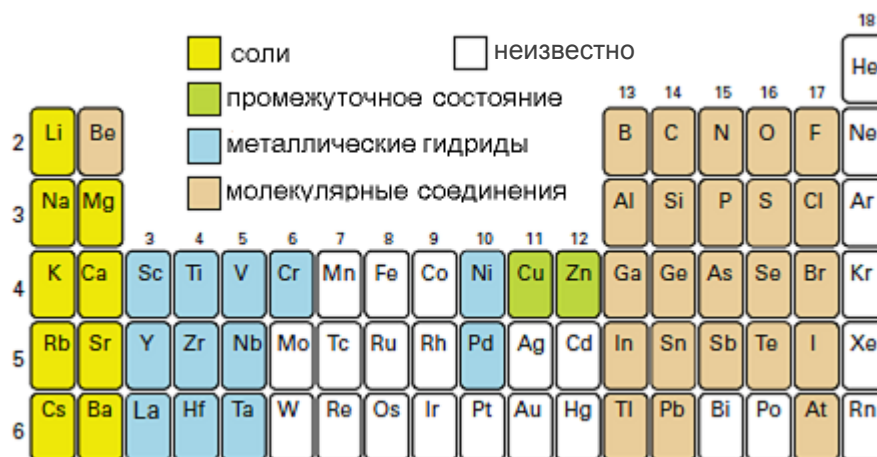 18
соли неизвестно He
промежуточное состояние 13 14 15 16 17
2 Li Be B C N O F Ne
металлические гидриды
молекулярные соединения
3 Na Mg Al Si P S Cl Ar
3 4 5 6 7 8 9 10 11 12
4 K Ca Sc Ti V Cr Mn Fe Co Ni Cu Zn Ga Ge As Se Br Kr
5 Rb Sr Y Zr Nb Mo Tc Ru Rh Pd Ag Cd In Sn Sb Te I Xe
6 Cs Ba La Hf Ta W Re Os Ir Pt Au Hg Tl Pb Bi Po At Rn